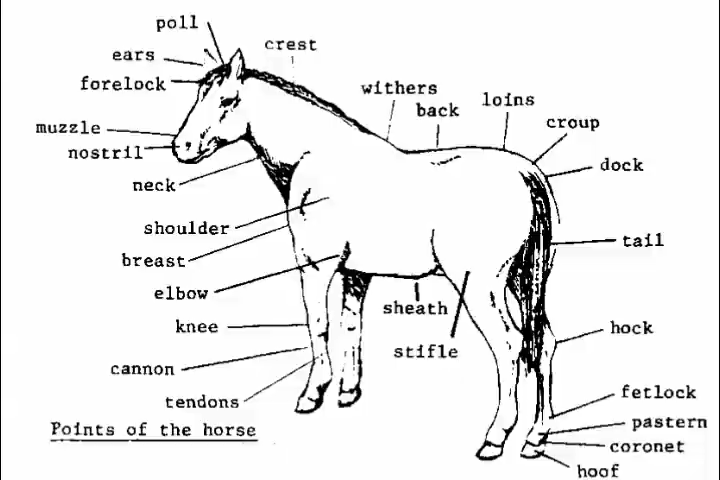 poll
crest
ears
forelock
withers
loins
back
croup
muzzle
nostril
dock
neck
shoulder
tail
breast
elbow
sheath
knee
hock
stifle
cannon
fetlock
tendons
pastern
Points of the horse
coronet
hoof